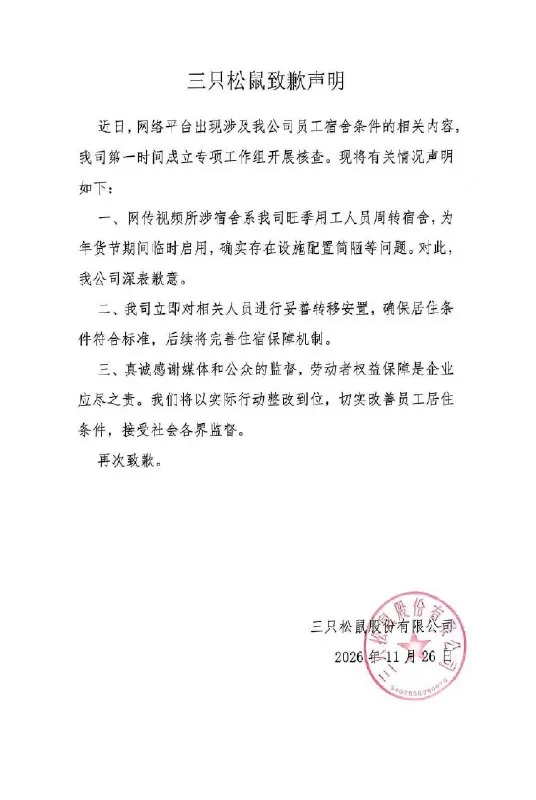 三只松鼠致歉声明
近日，网络平台出现涉及我公司员工宿舍条件的相关内容，
我司第一时间成立专项工作组开展核查。现将有关情况声明
如下：
一、网传视频所涉宿舍系我司旺季用工人员周转宿舍，为
年货节期间临时启用，确实存在设施配置简陋等问题。对此，
我公司深表歉意。
二、我司立即对相关人员进行妥善转移安置，确保居住条
件符合标准，后续将完善住宿保障机制。
三、真诚感谢媒体和公众的监督，劳动者权益保障是企业
应尽之责。我们将以实际行动整改到位，切实改善员工居住
条件，接受社会各界监督。
再次致歉。
三只松鼠股份有限公司
2026年11月26日
三只松鼠股份有限公司